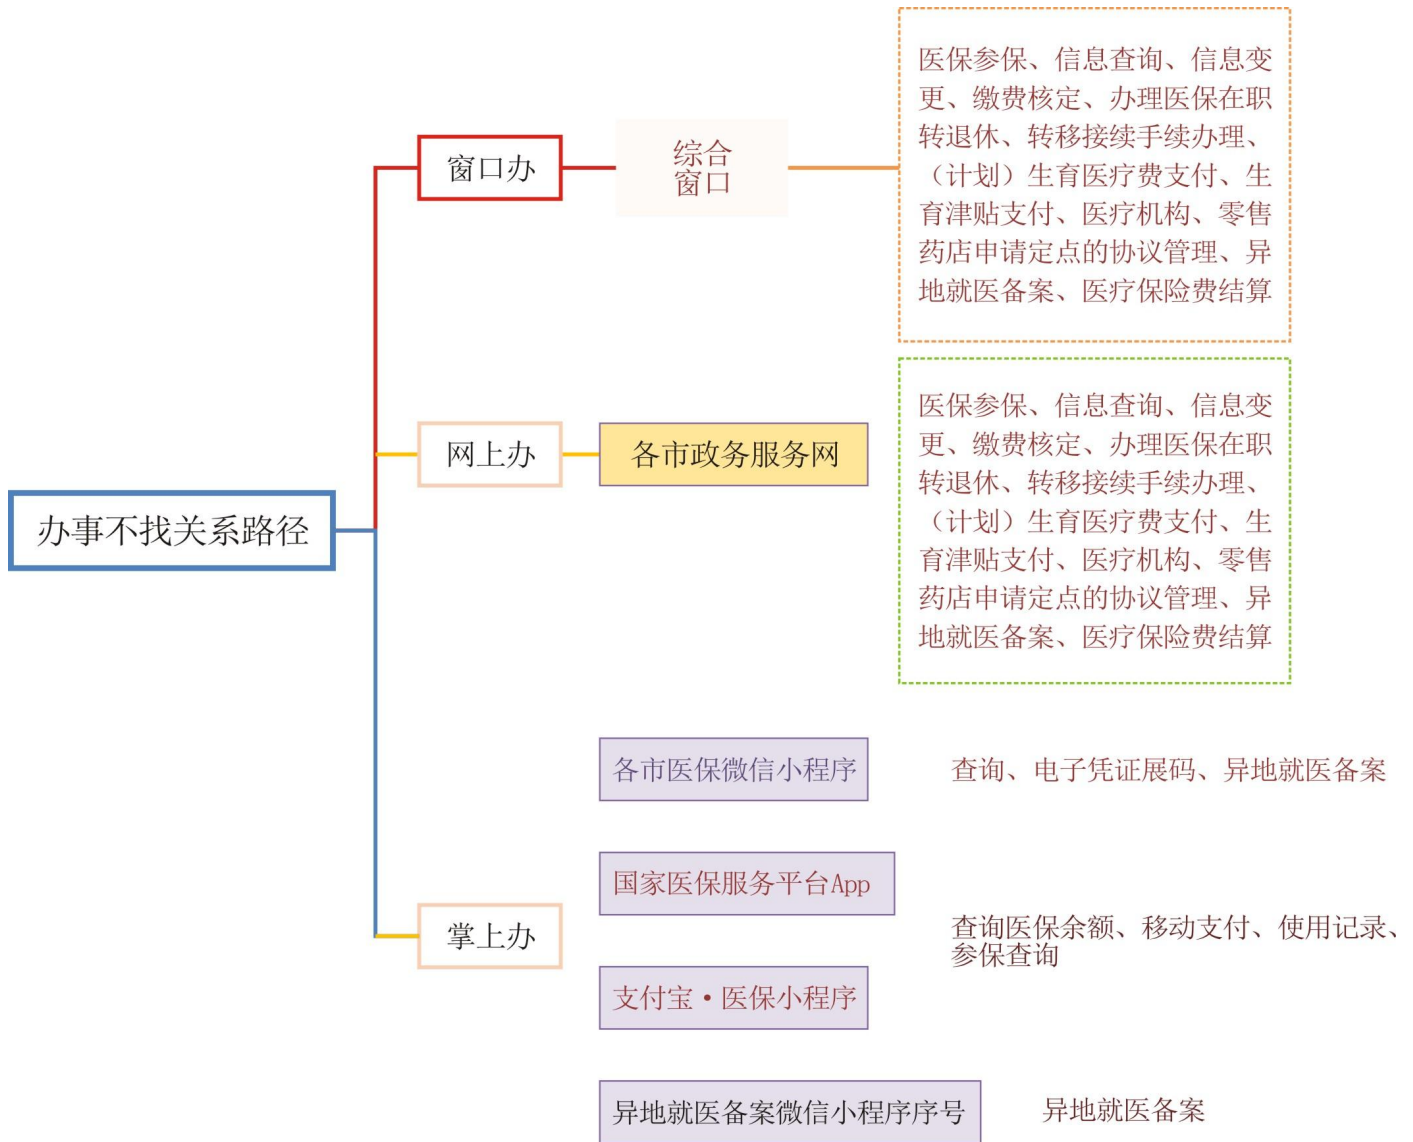 办事不找关系路径
窗口办
综合
窗口
医保参保、信息查询、信息变
更、缴费核定、办理医保在职
转退休、转移接续手续办理、
（计划）生育医疗费支付、生
育津贴支付、医疗机构、零售
药店申请定点的协议管理、异
地就医备案、医疗保险费结算
网上办
各市政务服务网
医保参保、信息查询、信息变
更、缴费核定、办理医保在职
转退休、转移接续手续办理、
（计划）生育医疗费支付、生
育津贴支付、医疗机构、零售
药店申请定点的协议管理、异
地就医备案、医疗保险费结算
掌上办
各市医保微信小程序
查询、电子凭证展码、异地就医备案
国家医保服务平台App
支付宝·医保小程序
查询医保余额、移动支付、使用记录、
参保查询
异地就医备案微信小程序序号
异地就医备案